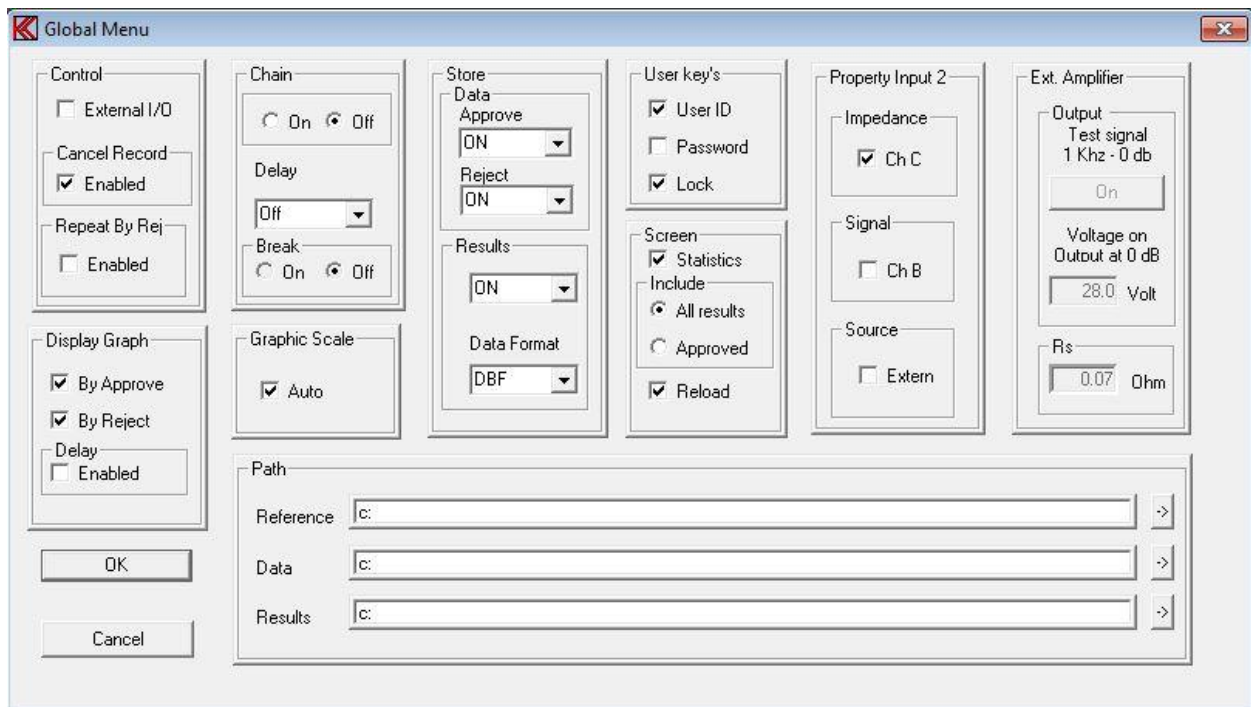 Global Menu
Control
External I/O
Cancel Record
Enabled
Repeat By Rej
Enabled
Chain
On Off
Delay
Off
Break
On Off
Store
Data
Approve
ON
Reject
ON
Results
ON
Data Format
DBF
User key's
User ID
Password
Lock
Screen
Statistics
Include
All results
Approved
Reload
Property Input 2
Impedance
Ch C
Signal
Ch B
Source
Extern
Ext. Amplifier
Output
Test signal
1 Khz - 0 db
On
Voltage on
Output at 0 dB
28.0 Volt
Rs
0.07 Ohm
Display Graph
By Approve
By Reject
Delay
Enabled
Graphic Scale
Auto
Path
Reference c: ->
Data c: ->
Results c: ->
OK
Cancel